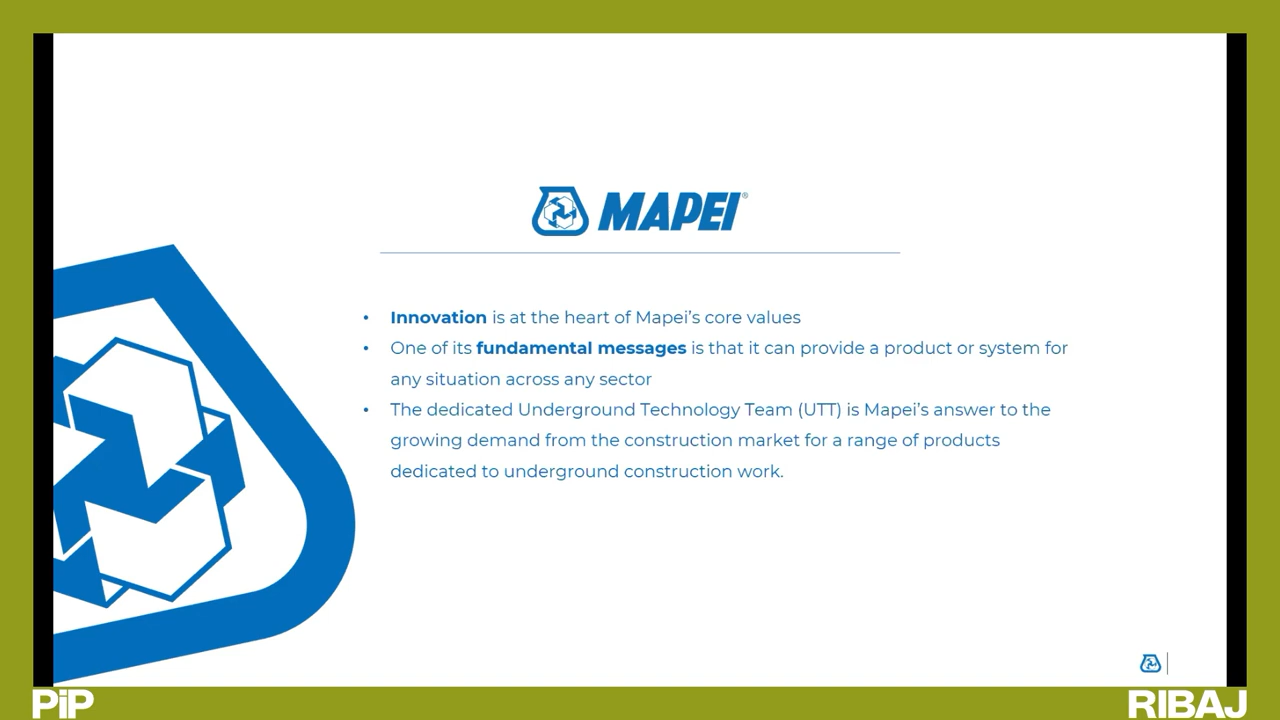 MAPEI®
• Innovation is at the heart of Mapei’s core values
• One of its fundamental messages is that it can provide a product or system for
any situation across any sector
• The dedicated Underground Technology Team (UTT) is Mapei’s answer to the
growing demand from the construction market for a range of products
dedicated to underground construction work.
PiP
RIBAJ